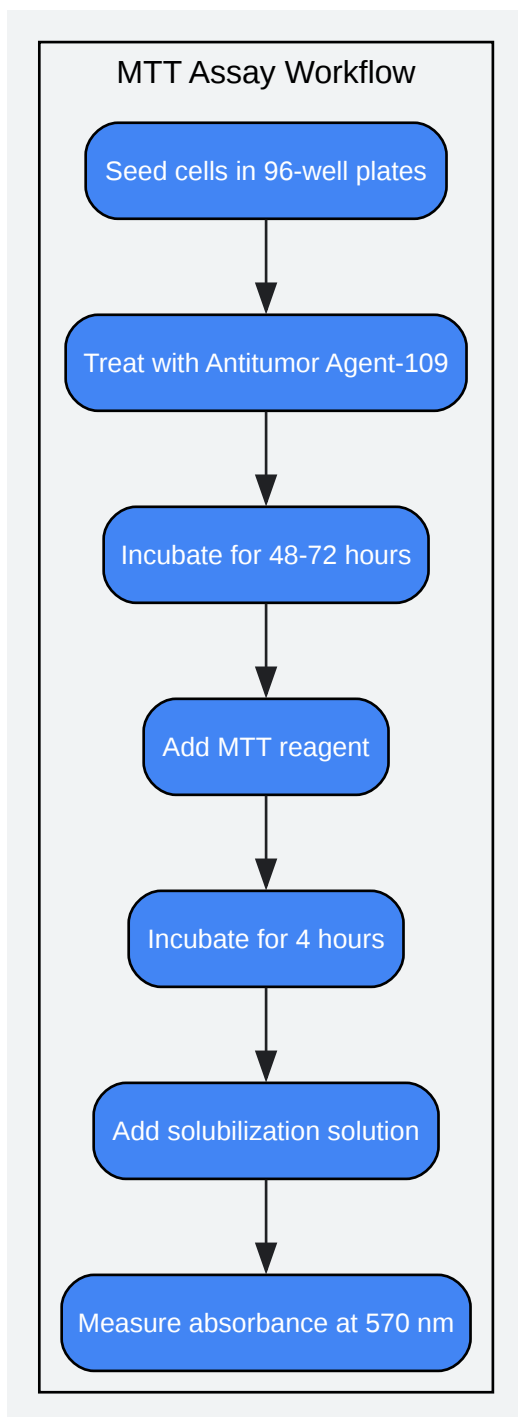 MTT Assay Workflow
Seed cells in 96-well plates
Treat with Antitumor Agent-109
Incubate for 48-72 hours
Add MTT reagent
Incubate for 4 hours
Add solubilization solution
Measure absorbance at 570 nm